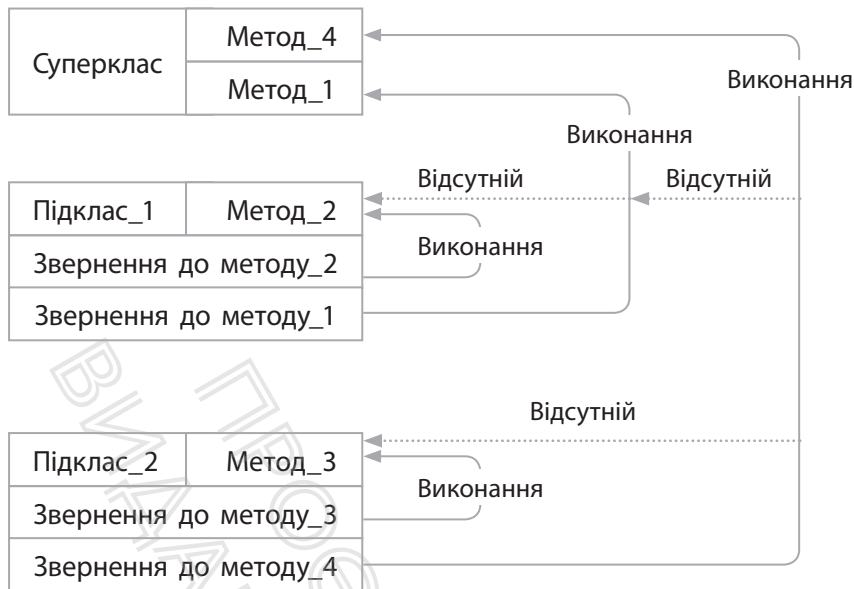 Суперклас
Метод_4
Метод_1
Виконання
Виконання
Відсутній
Відсутній
Підклас_1
Метод_2
Виконання
Звернення до методу_2
Звернення до методу_1
Відсутній
Підклас_2
Метод_3
Виконання
Звернення до методу_3
Звернення до методу_4